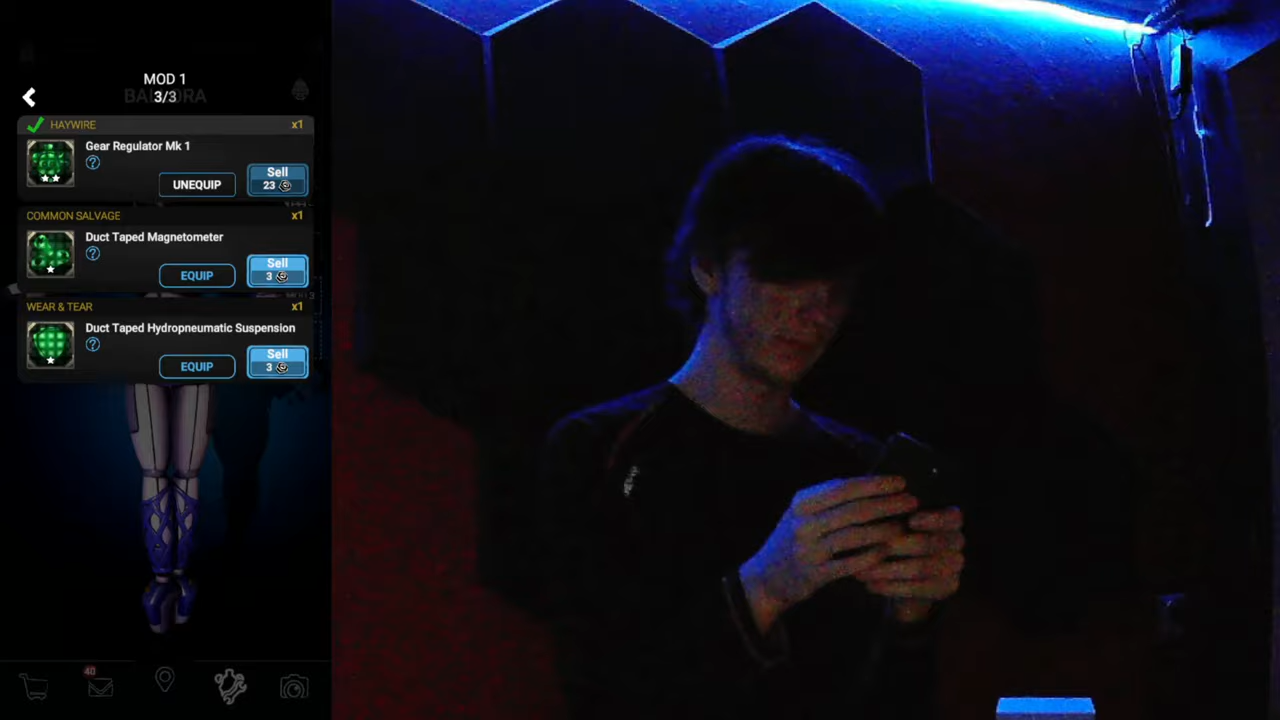 MOD 1
BALLORA
3/3
HAYWIRE x1
Gear Regulator Mk 1
?
UNEQUIP
Sell
23
COMMON SALVAGE x1
Duct Taped Magnetometer
?
EQUIP
Sell
3
WEAR & TEAR x1
Duct Taped Hydropneumatic Suspension
?
EQUIP
Sell
3
40